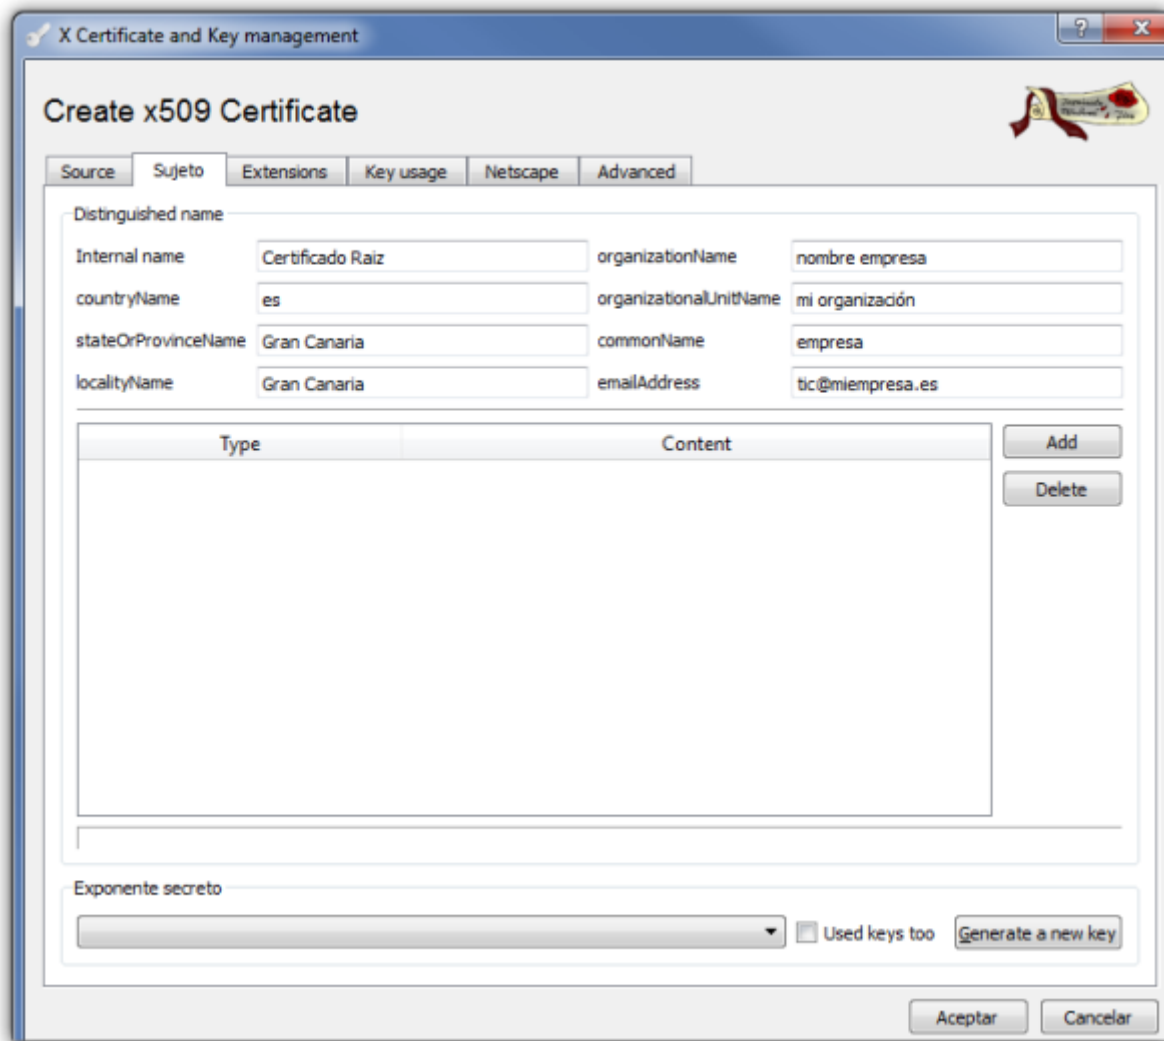 X Certificate and Key management
?
X
Create x509 Certificate
Source Sujeto Extensions Key usage Netscape Advanced
Distinguished name
Internal name Certificado Raiz organizationName nombre empresa
countryName es organizationalUnitName mi organización
stateOrProvinceName Gran Canaria commonName empresa
localityName Gran Canaria emailAddress tic@miempresa.es
Type Content Add
Delete
Exponente secreto
Used keys too Generate a new key
Aceptar Cancelar